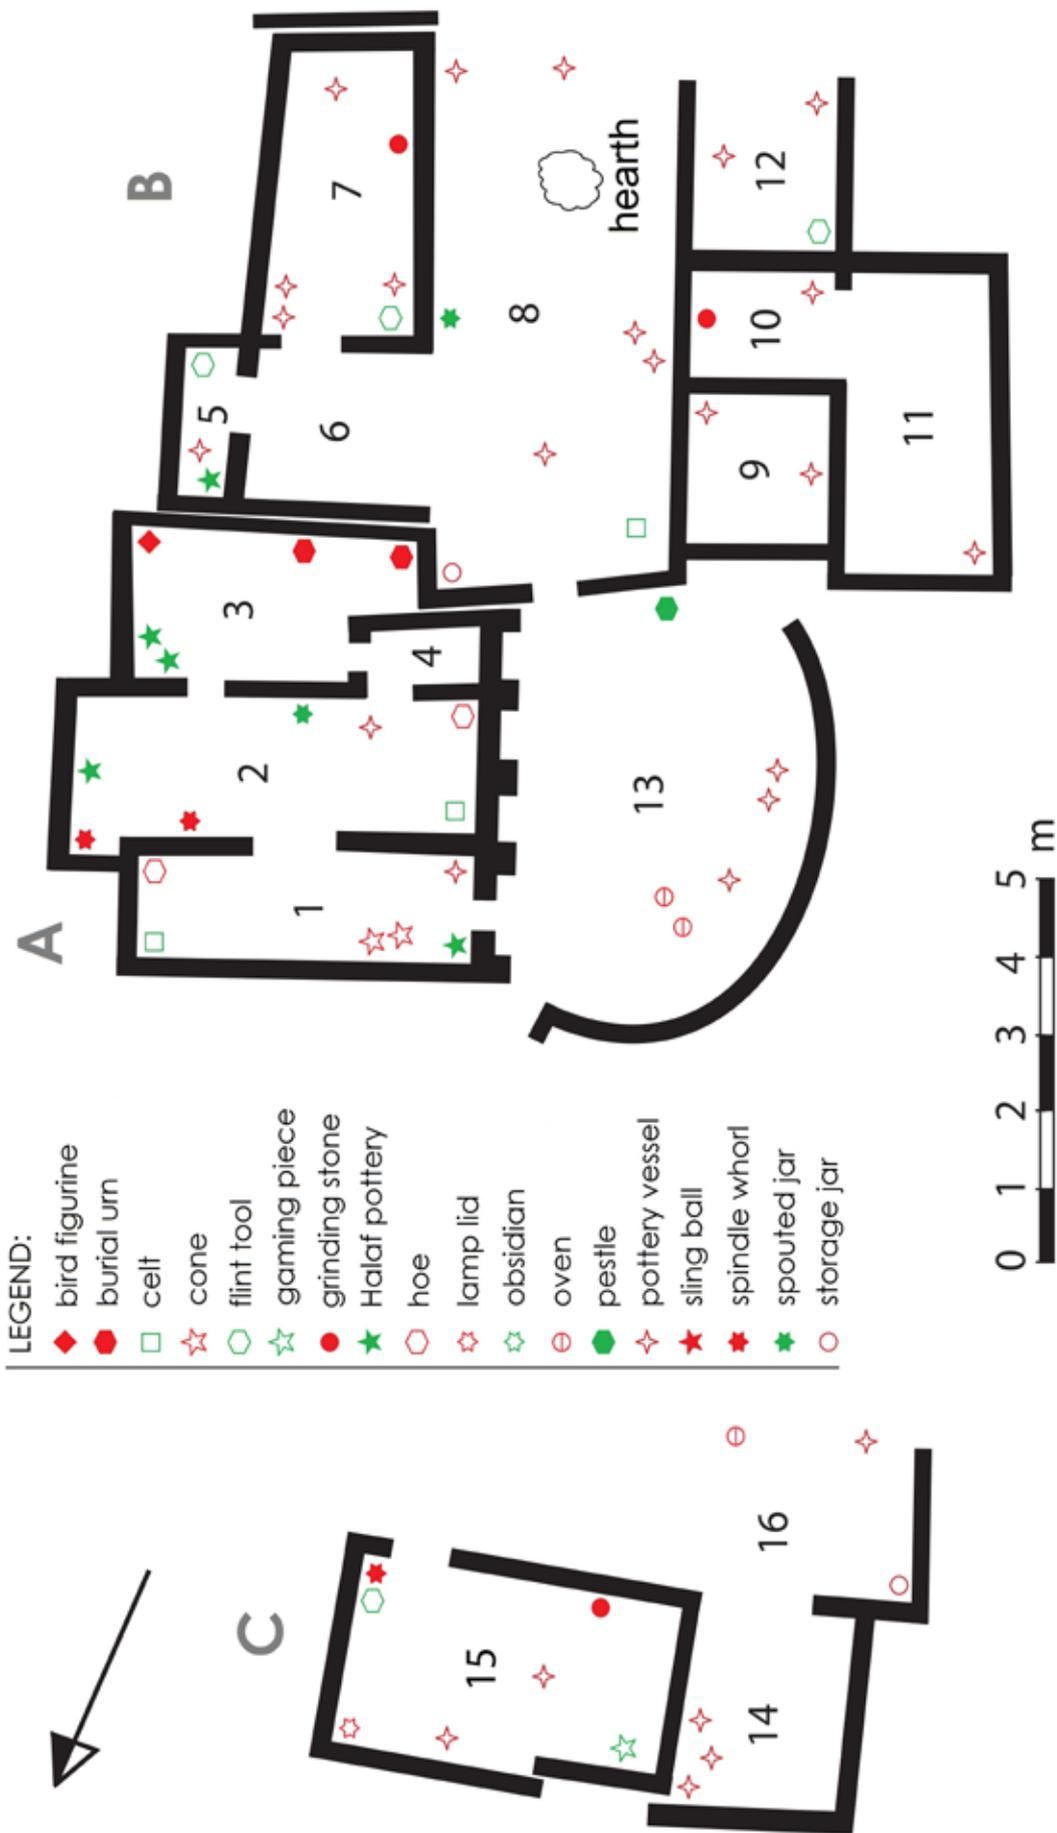 C
15
14
16
LEGEND:
bird figurine
burial urn
celt
cone
flint tool
gaming piece
grinding stone
Halaf pottery
hoe
lamp lid
obsidian
oven
pestle
pottery vessel
sling ball
spindle whorl
spouted jar
storage jar
A
1
2
3
4
B
5
6
7
8
hearth
9
10
11
12
13
0 1 2 3 4 5 m